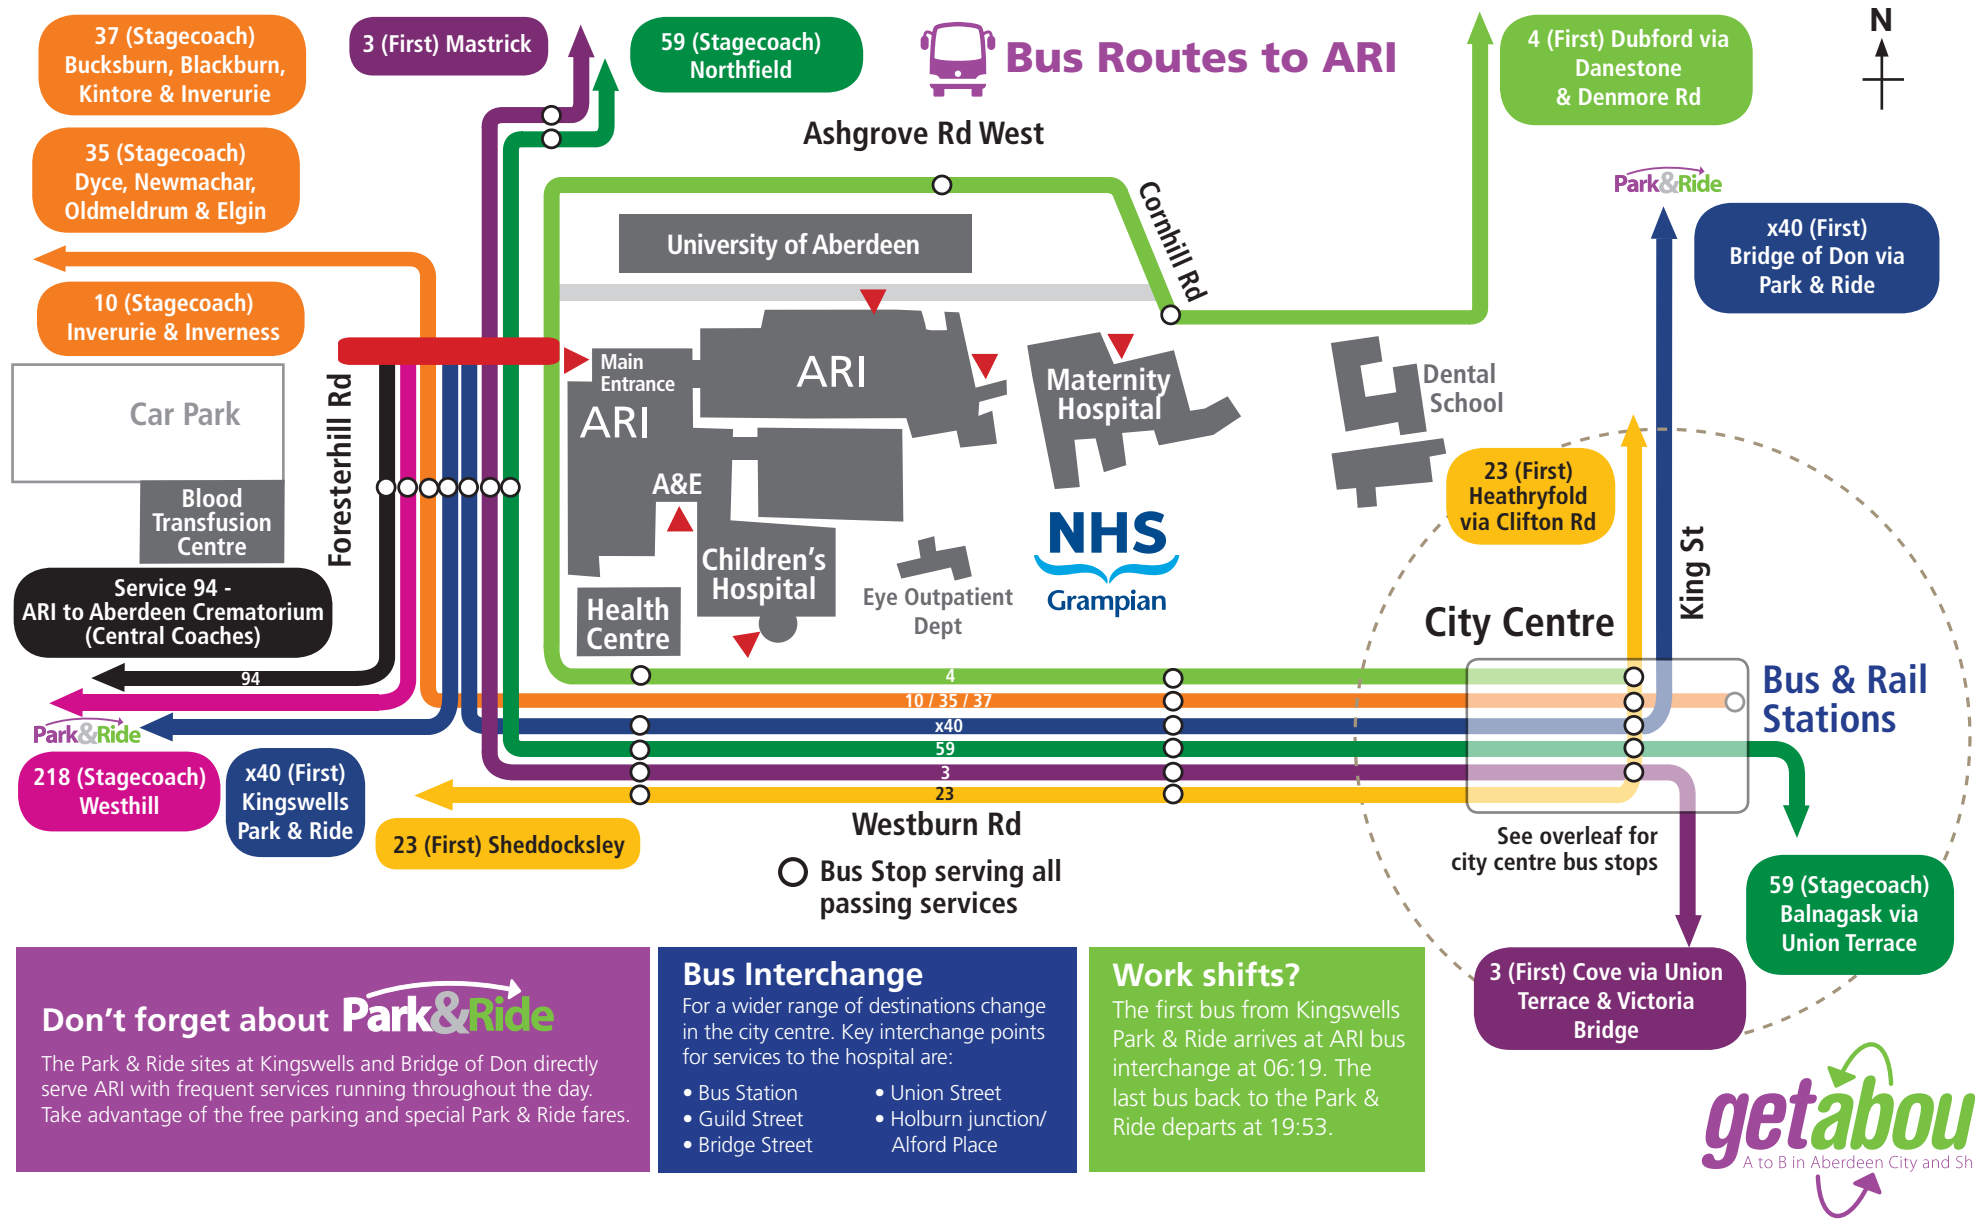 37 (Stagecoach)
Bucksburn, Blackburn,
Kintore & Inverurie
3 (First) Mastrick
59 (Stagecoach)
Northfield
Bus Routes to ARI
4 (First) Dubford via
Danestone
& Denmore Rd
N
35 (Stagecoach)
Dyce, Newmachar,
Oldmeldrum & Elgin
Ashgrove Rd West
Cornhill Rd
Park&Ride
x40 (First)
Bridge of Don via
Park & Ride
University of Aberdeen
10 (Stagecoach)
Inverurie & Inverness
Main
Entrance
ARI
ARI
Maternity
Hospital
Dental
School
Car Park
Foresterhill Rd
Blood
Transfusion
Centre
A&E
23 (First)
Heathryfold
via Clifton Rd
King St
NHS
Grampian
Children's
Hospital
Eye Outpatient
Dept
Health
Centre
Service 94 -
ARI to Aberdeen Crematorium
(Central Coaches)
City Centre
Bus & Rail
Stations
94
4
10 / 35 / 37
x40
59
3
23
Park&Ride
218 (Stagecoach)
Westhill
x40 (First)
Kingswells
Park & Ride
23 (First) Sheddocksley
Westburn Rd
Bus Stop serving all
passing services
See overleaf for
city centre bus stops
59 (Stagecoach)
Balnagask via
Union Terrace
3 (First) Cove via Union
Terrace & Victoria
Bridge
Don't forget about Park&Ride
The Park & Ride sites at Kingswells and Bridge of Don directly
serve ARI with frequent services running throughout the day.
Take advantage of the free parking and special Park & Ride fares.
Bus Interchange
For a wider range of destinations change
in the city centre. Key interchange points
for services to the hospital are:
• Bus Station
• Guild Street
• Bridge Street
• Union Street
• Holburn junction/
Alford Place
Work shifts?
The first bus from Kingswells
Park & Ride arrives at ARI bus
interchange at 06:19. The
last bus back to the Park &
Ride departs at 19:53.
getabou
A to B in Aberdeen City and Sh